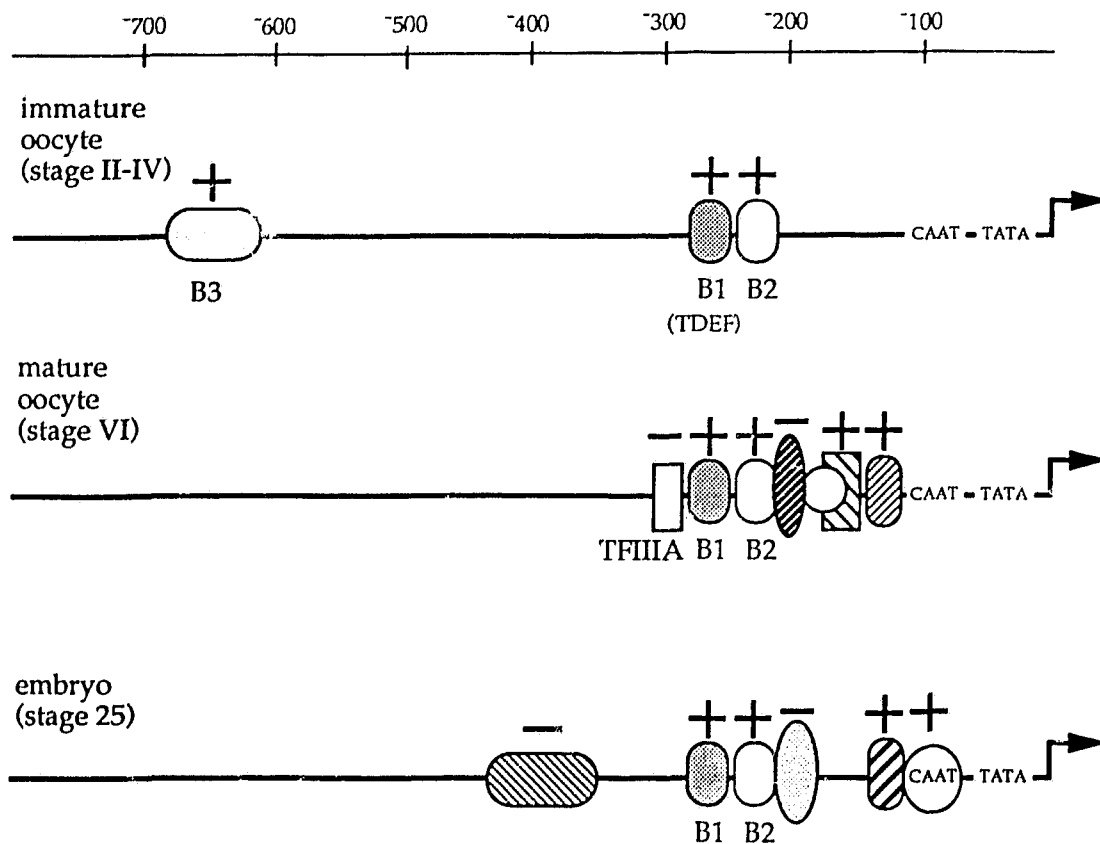 -700 -600 -500 -400 -300 -200 -100
immature
oocyte
(stage II-IV)
+ + +
CAAT TATA
B3 B1 B2
(TDEF)
mature
oocyte
(stage VI)
− + + − + +
CAAT TATA
TFIIIA B1 B2
embryo
(stage 25)
− + + − + +
CAAT TATA
B1 B2